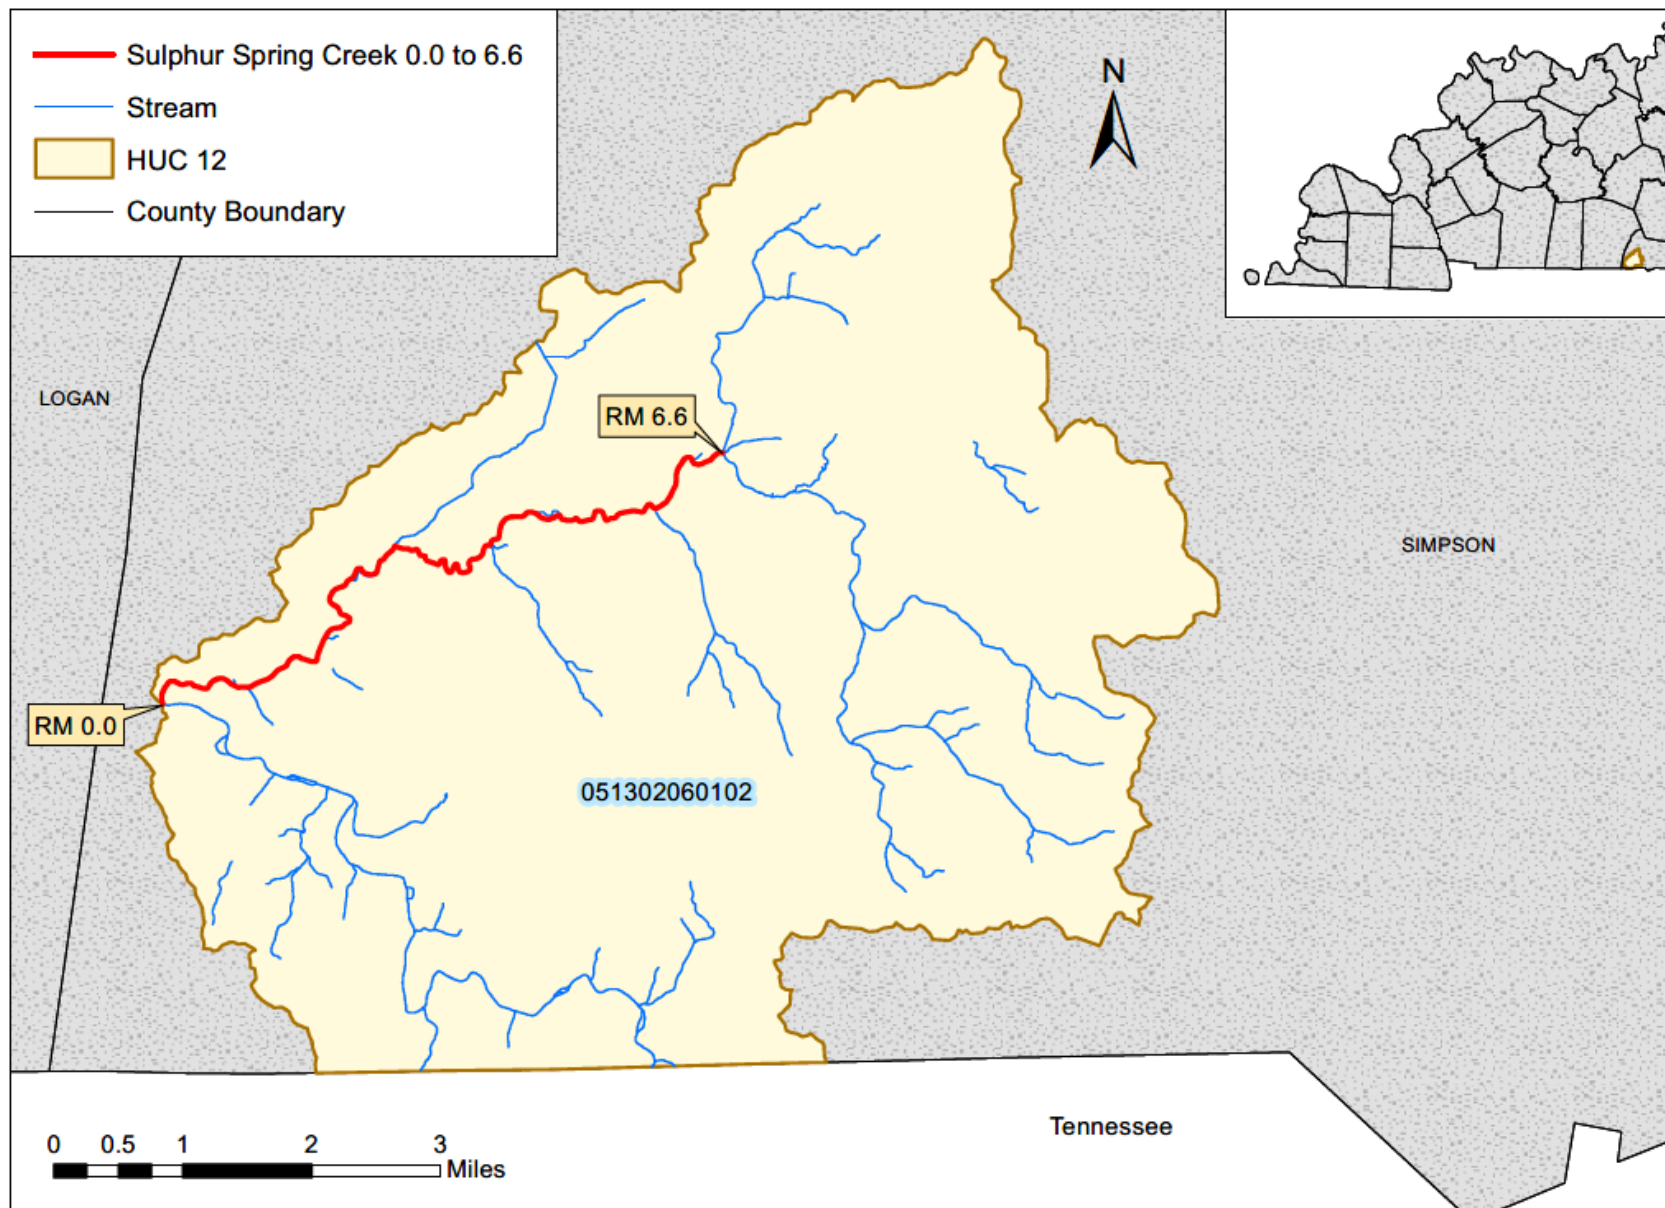 Sulphur Spring Creek 0.0 to 6.6
Stream
HUC 12
County Boundary
N
LOGAN
RM 6.6
SIMPSON
RM 0.0
051302060102
Tennessee
0 0.5 1 2 3
Miles